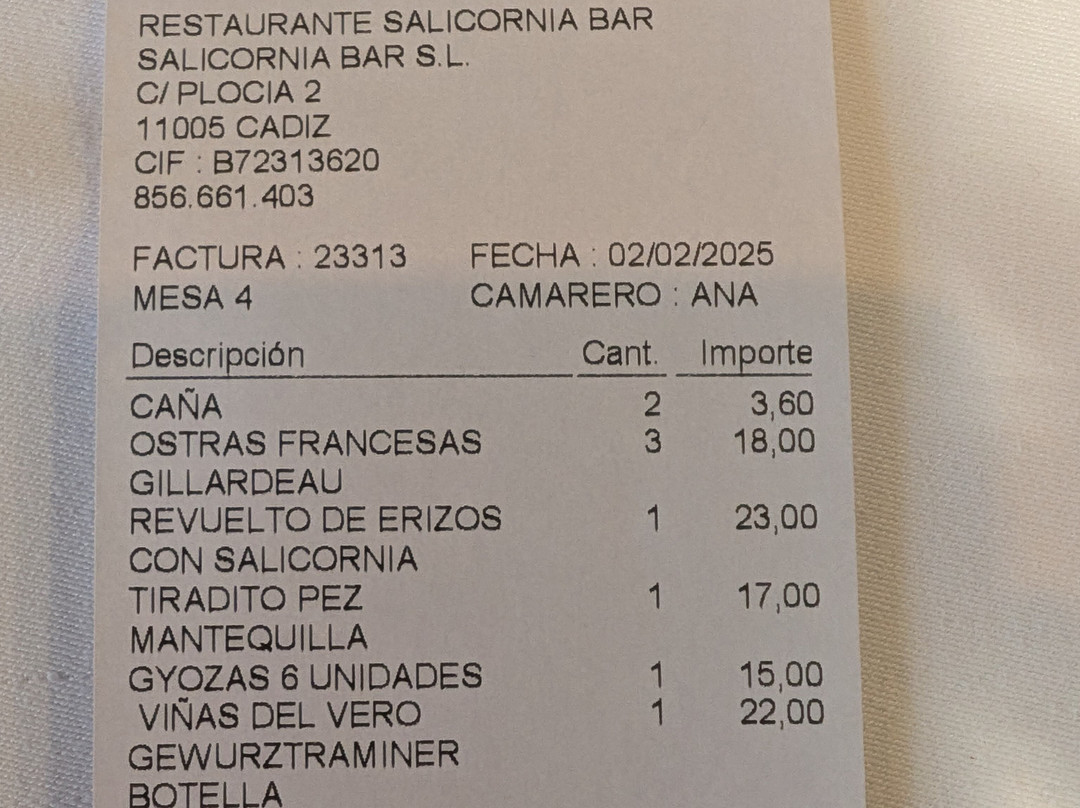 RESTAURANTE SALICORNIA BAR
SALICORNIA BAR S.L.
C/ PLOCIA 2
11005 CADIZ
CIF : B72313620
856.661.403
FACTURA : 23313 FECHA : 02/02/2025
MESA 4 CAMARERO : ANA
Descripción Cant. Importe
CAÑA 2 3,60
OSTRAS FRANCESAS 3 18,00
GILLARDEAU
REVUELTO DE ERIZOS 1 23,00
CON SALICORNIA
TIRADITO PEZ 1 17,00
MANTEQUILLA
GYOZAS 6 UNIDADES 1 15,00
VIÑAS DEL VERO 1 22,00
GEWURZTRAMINER
BOTELLA